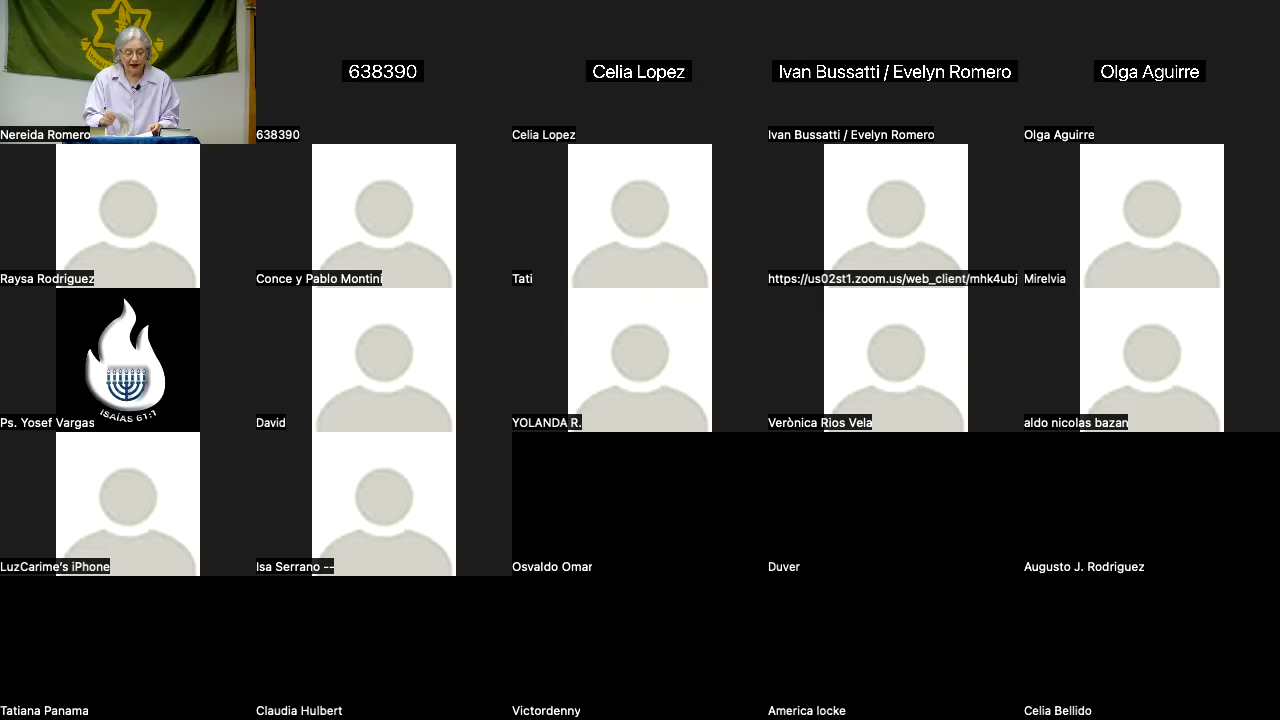 638390
Celia Lopez
Ivan Bussatti / Evelyn Romero
Olga Aguirre
Nereida Romero
638390
Celia Lopez
Ivan Bussatti / Evelyn Romero
Olga Aguirre
Raysa Rodriguez
Conce y Pablo Montini
Tati
https://us02st1.zoom.us/web_client/mhk4ubj
Mirelvia
ISAÍAS 61:1
Ps. Yosef Vargas
David
YOLANDA R.
Verònica Rios Vela
aldo nicolas bazan
LuzCarime's iPhone
Isa Serrano --
Osvaldo Omar
Duver
Augusto J. Rodriguez
Tatiana Panama
Claudia Hulbert
Victordenny
America locke
Celia Bellido